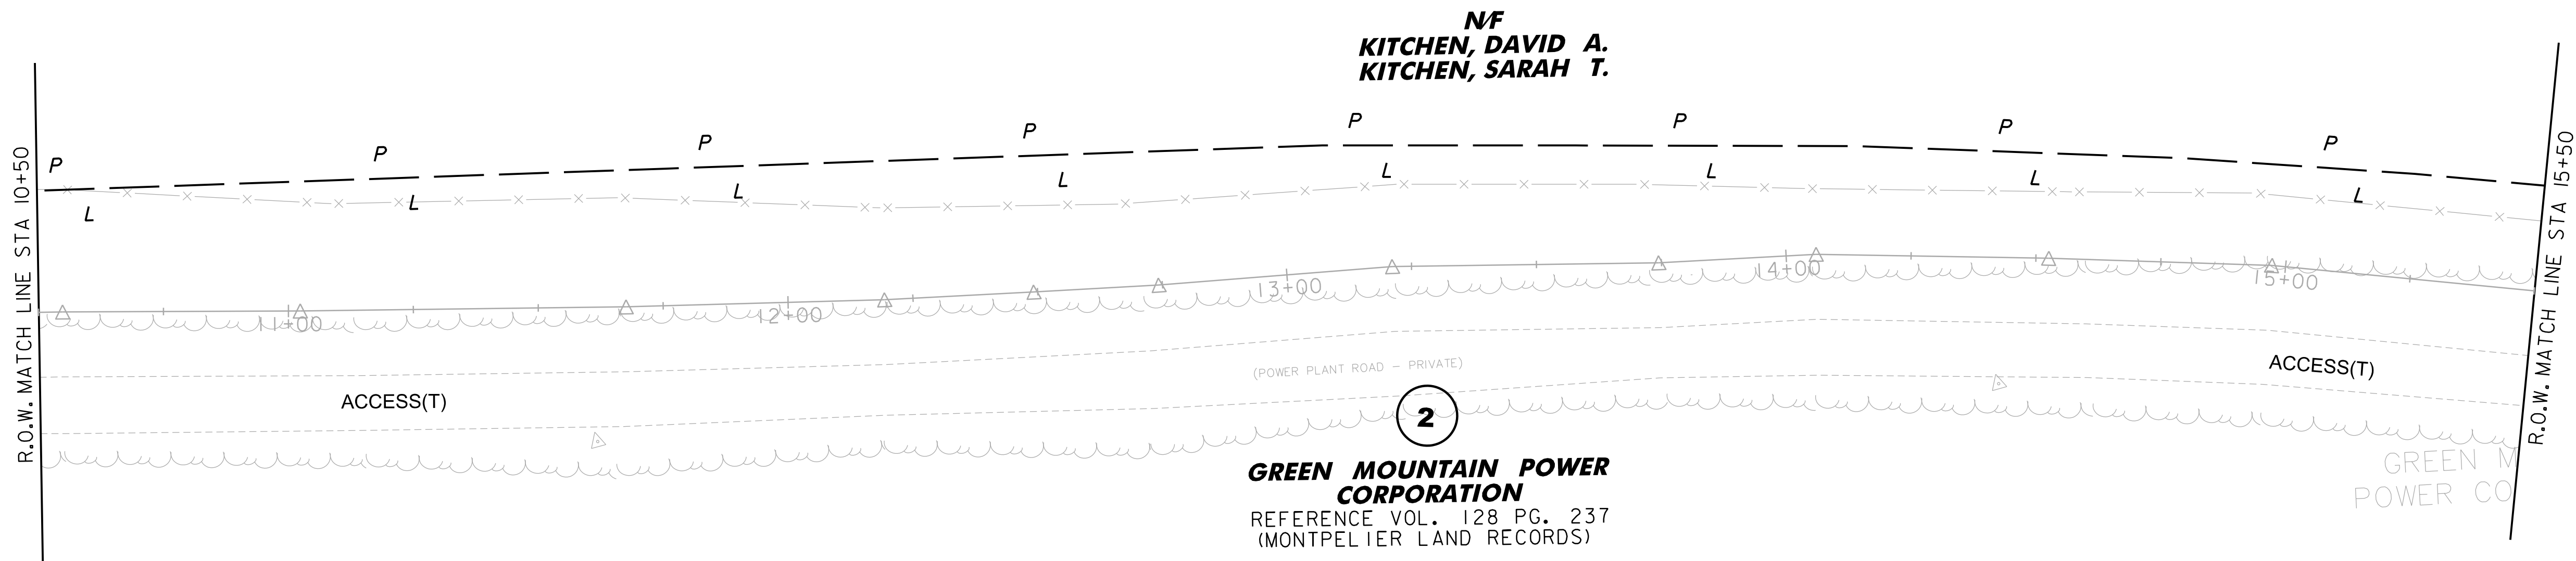 N/F
KITCHEN, DAVID A.
KITCHEN, SARAH T.
P P P P P P P P
L L L L L L L L
R.O.W. MATCH LINE STA 10+50
R.O.W. MATCH LINE STA 15+50
11+00 12+00 13+00 14+00 15+00
(POWER PLANT ROAD - PRIVATE)
ACCESS(T)
ACCESS(T)
2
GREEN MOUNTAIN POWER
CORPORATION
REFERENCE VOL. 128 PG. 237
(MONTPELIER LAND RECORDS)
GREEN M
POWER CO